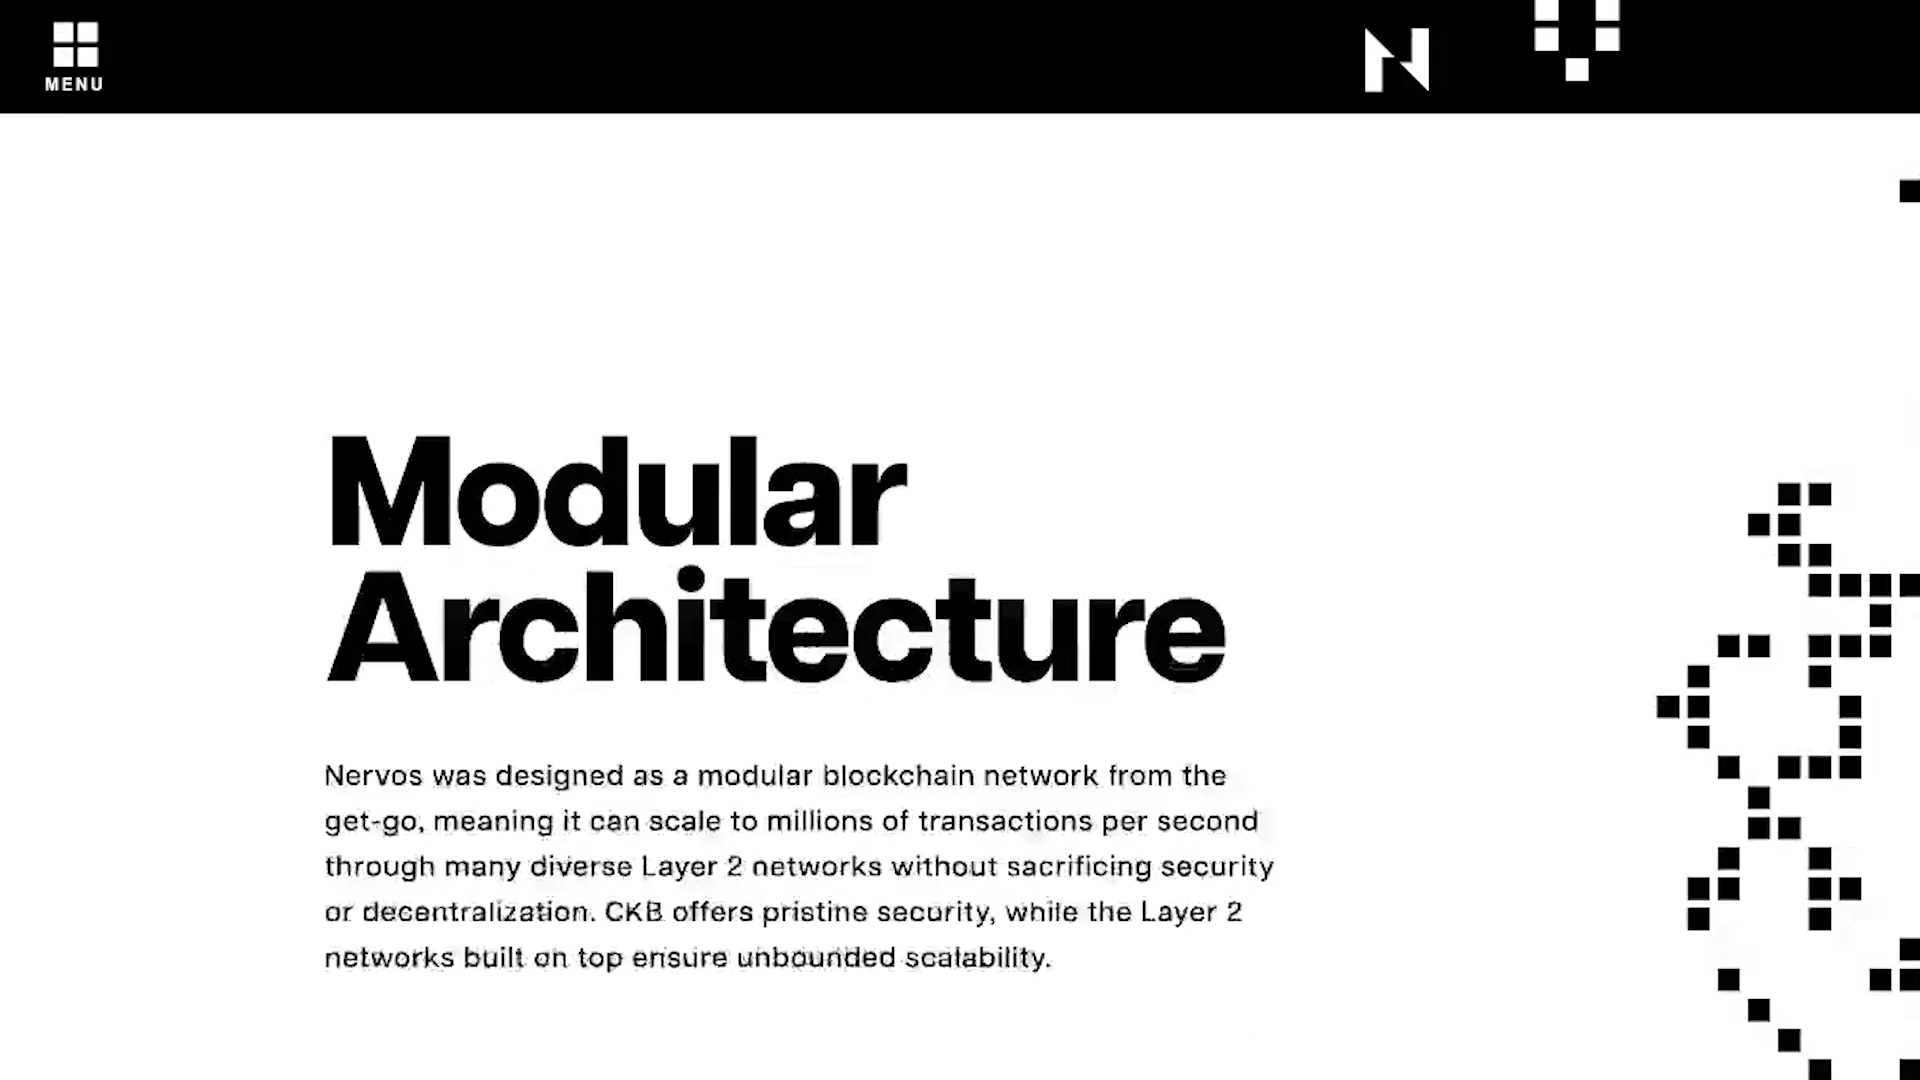 MENU
Modular
Architecture
Nervos was designed as a modular blockchain network from the
get-go, meaning it can scale to millions of transactions per second
through many diverse Layer 2 networks without sacrificing security
or decentralization. CKB offers pristine security, while the Layer 2
networks built on top ensure unbounded scalability.